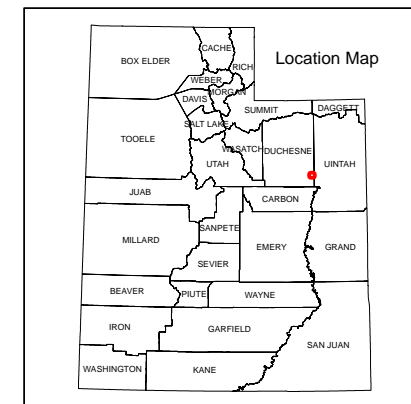 Location Map
CACHE
BOX ELDER
RICH
WEBER
MORGAN
DAVIS
SUMMIT
DAGGETT
SALT LAKE
TOOELE
WASATCH
DUCHESNE
UTAH
UINTAH
JUAB
CARBON
SANPETE
MILLARD
EMERY
GRAND
SEVIER
BEAVER
PIUTE
WAYNE
IRON
GARFIELD
SAN JUAN
WASHINGTON
KANE